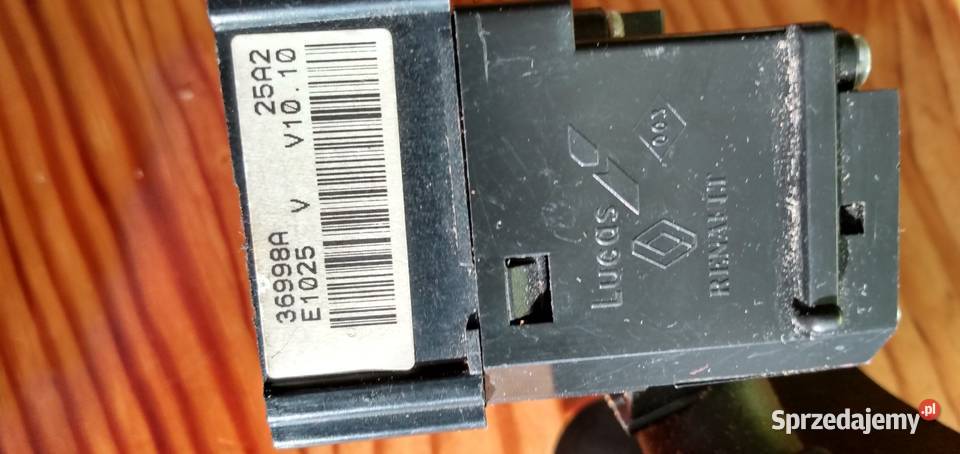 36998A 25A2
E1025 V V10.10
Lucas
RENAULT
Sprzedajemy.pl